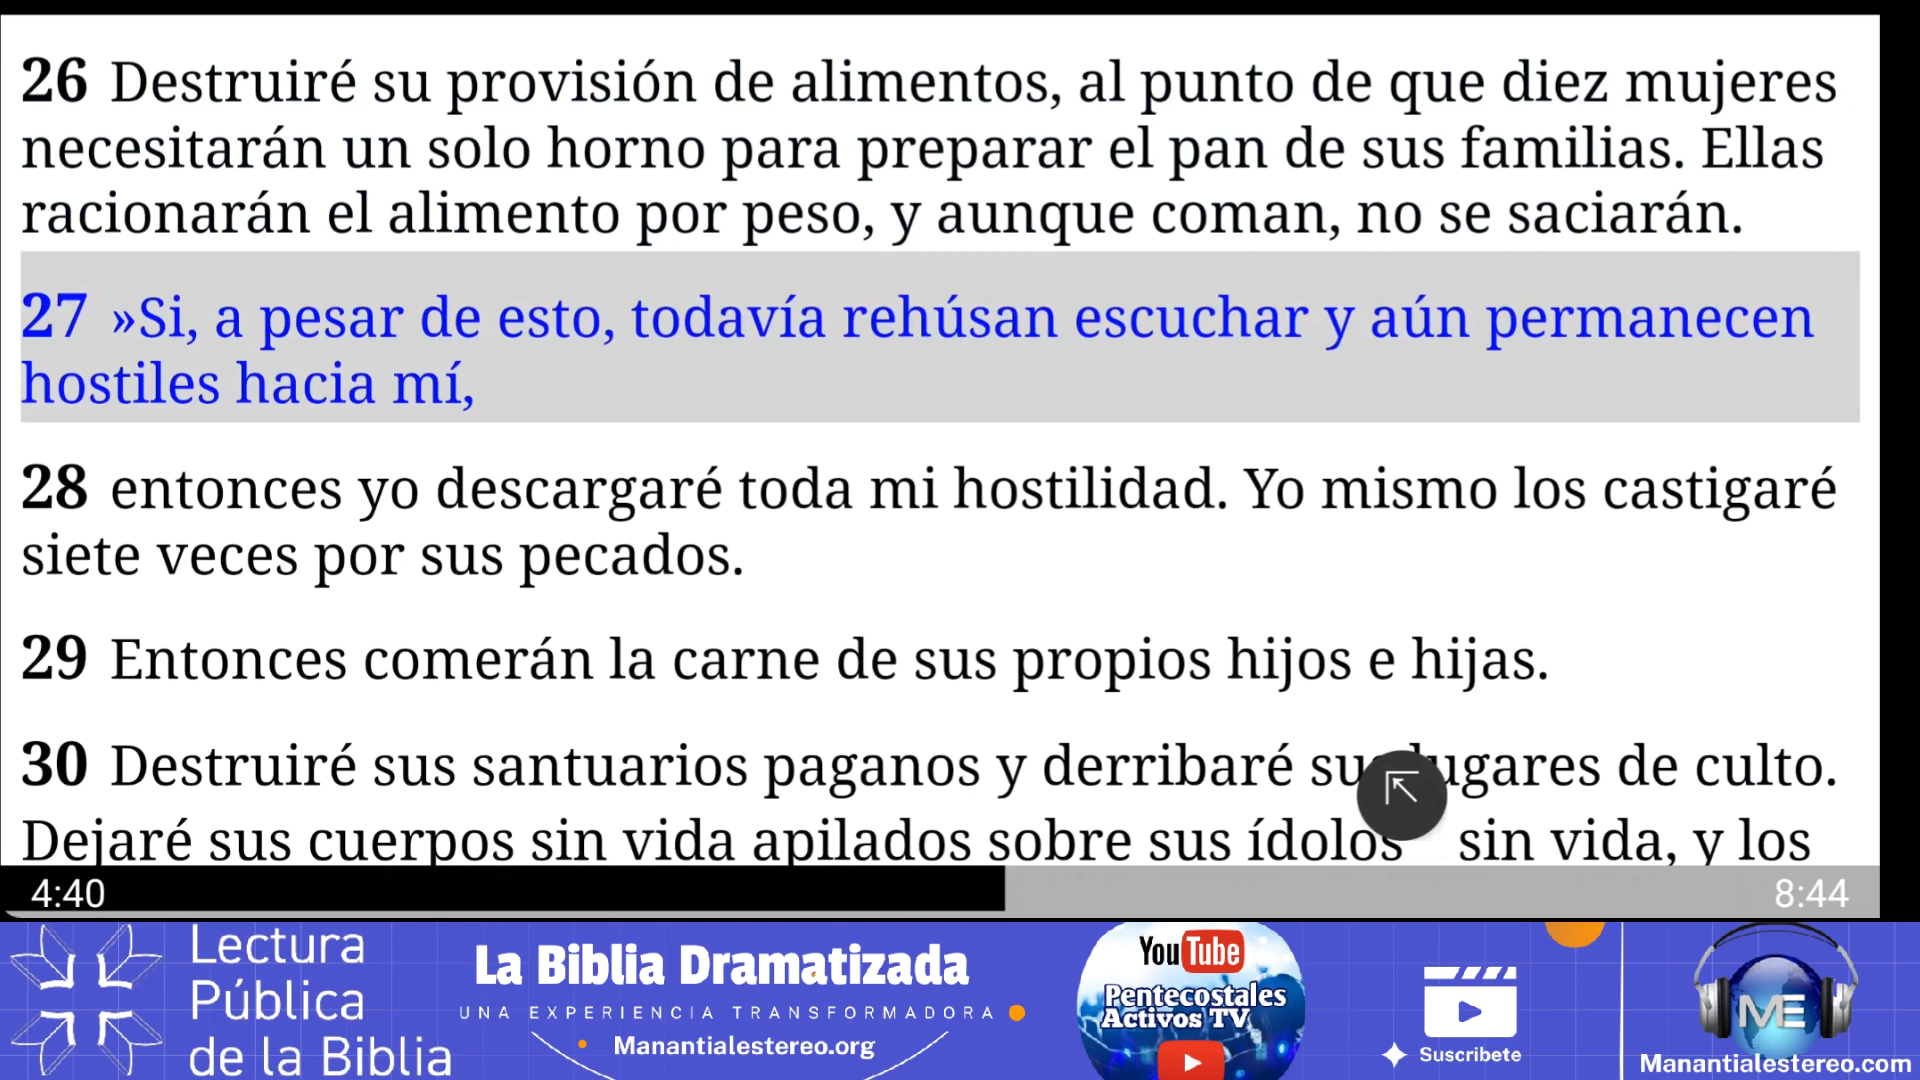 26 Destruiré su provisión de alimentos, al punto de que diez mujeres
necesitarán un solo horno para preparar el pan de sus familias. Ellas
racionarán el alimento por peso, y aunque coman, no se saciarán.
27 »Si, a pesar de esto, todavía rehúsan escuchar y aún permanecen
hostiles hacia mí,
28 entonces yo descargaré toda mi hostilidad. Yo mismo los castigaré
siete veces por sus pecados.
29 Entonces comerán la carne de sus propios hijos e hijas.
30 Destruiré sus santuarios paganos y derribaré sus lugares de culto.
Dejaré sus cuerpos sin vida apilados sobre sus ídolos sin vida, y los
4:40
8:44
Lectura
Pública
de la Biblia
La Biblia Dramatizada
UNA EXPERIENCIA TRANSFORMADORA
Manantialestereo.org
YouTube
Pentecostales
Activos TV
Suscribete
ME
Manantialestereo.com